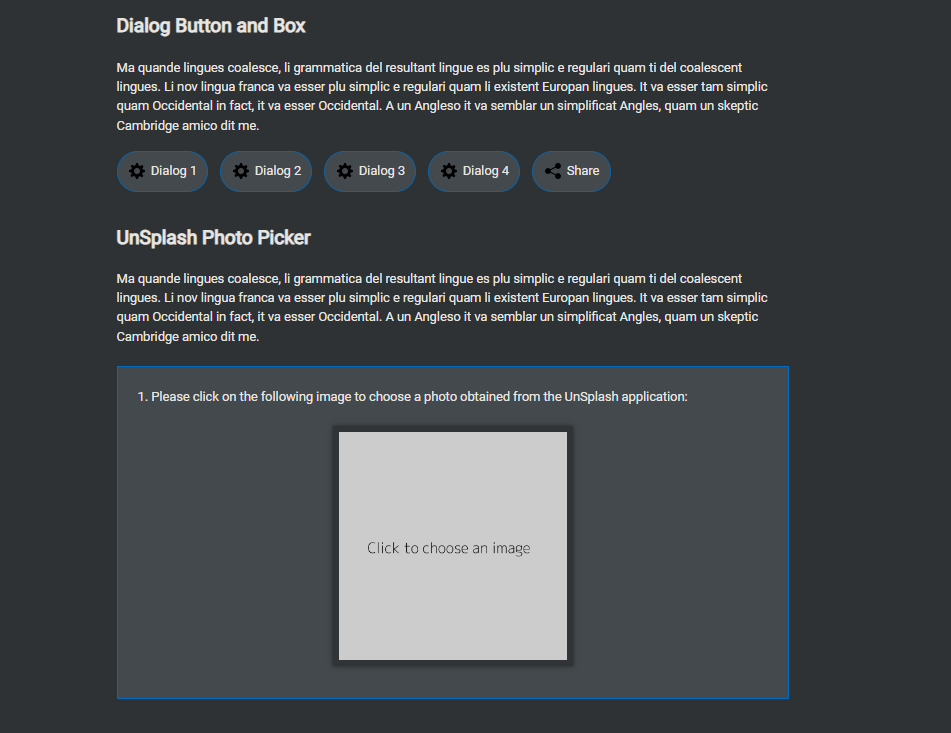 Dialog Button and Box
Ma quande lingues coalesce, li grammatica del resultant lingue es plu simplic e regulari quam ti del coalescent
lingues. Li nov lingua franca va esser plu simplic e regulari quam li existent Europan lingues. It va esser tam simplic
quam Occidental in fact, it va esser Occidental. A un Angleso it va semblar un simplificat Angles, quam un skeptic
Cambridge amico dit me.
Dialog 1 Dialog 2 Dialog 3 Dialog 4 Share
UnSplash Photo Picker
Ma quande lingues coalesce, li grammatica del resultant lingue es plu simplic e regulari quam ti del coalescent
lingues. Li nov lingua franca va esser plu simplic e regulari quam li existent Europan lingues. It va esser tam simplic
quam Occidental in fact, it va esser Occidental. A un Angleso it va semblar un simplificat Angles, quam un skeptic
Cambridge amico dit me.
1. Please click on the following image to choose a photo obtained from the UnSplash application:
Click to choose an image